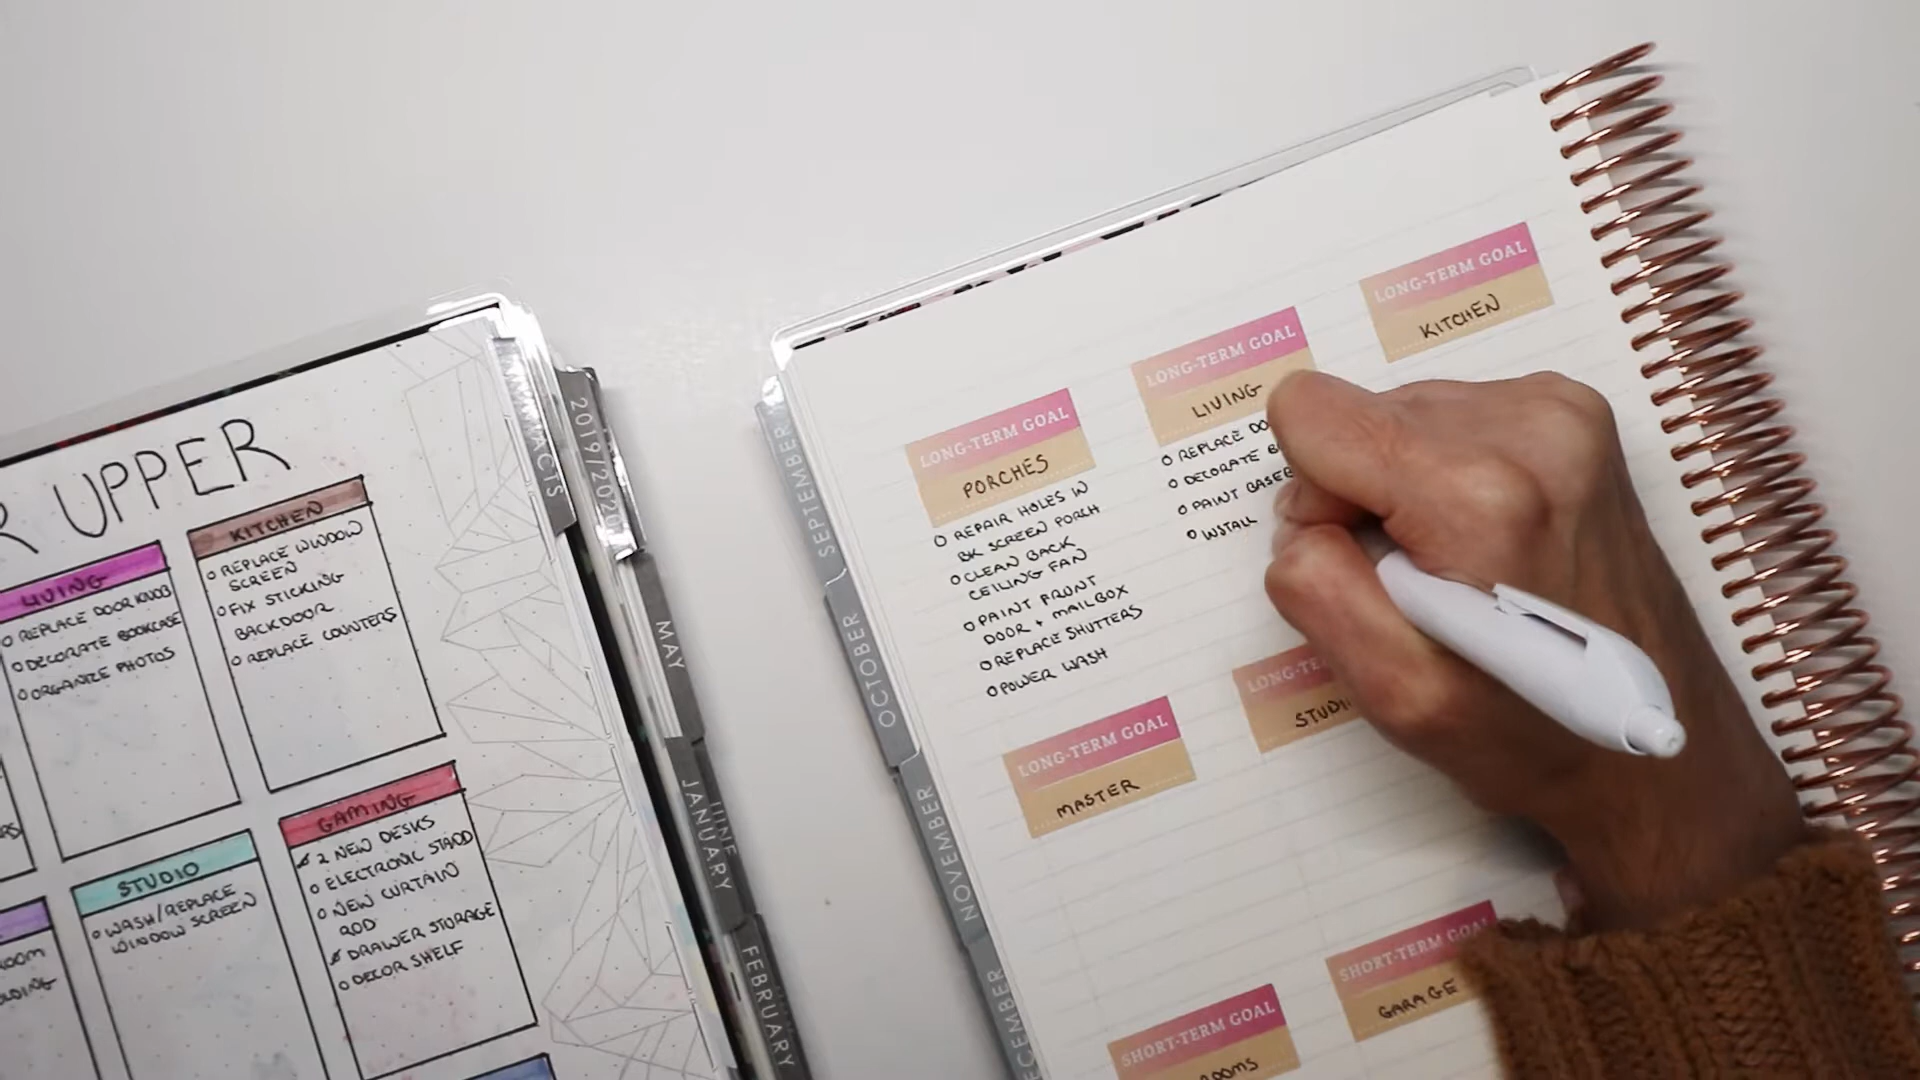 UPPER
LIVING
REPLACE DOOR KNOB
DECORATE BOOKCASE
ORGANIZE PHOTOS
KITCHEN
REPLACE WINDOW
SCREEN
FIX STICKING
BACKDOOR
REPLACE COUNTERS
STUDIO
WASH/REPLACE
WINDOW SCREEN
GAMING
2 NEW DESKS
ELECTRONIC STAND
NEW CURTAIN
ROD
DRAWER STORAGE
DECOR SHELF
2019/2020
MAY
JUNE
JANUARY
FEBRUARY
SEPTEMBER
OCTOBER
NOVEMBER
LONG-TERM GOAL
PORCHES
REPAIR HOLES IN
BK SCREEN PORCH
CLEAN BACK
CEILING FAN
PAINT FRONT
DOOR + MAILBOX
REPLACE SHUTTERS
POWER WASH
LONG-TERM GOAL
LIVING
REPLACE
DECORATE
PAINT
INSTALL
LONG-TERM GOAL
KITCHEN
LONG-TERM GOAL
MASTER
STUDIO
SHORT-TERM GOAL
SHORT-TERM GOAL
GARAGE